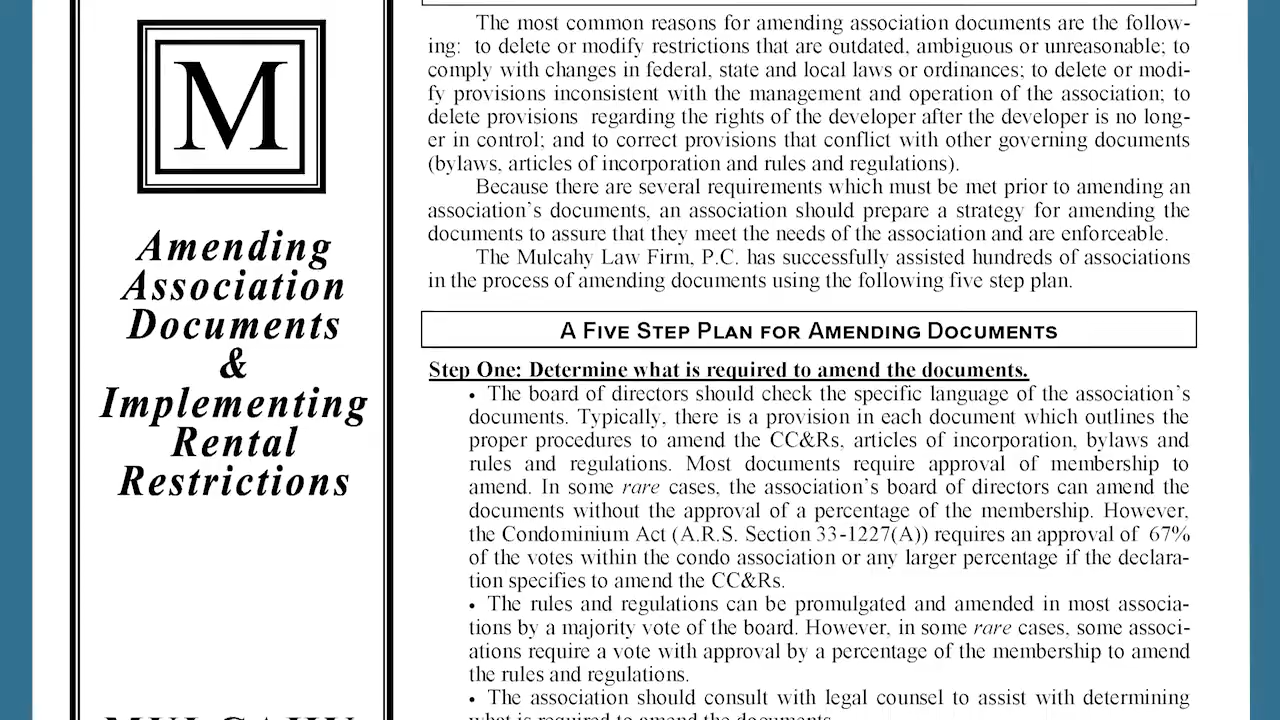 M
Amending
Association
Documents
&
Implementing
Rental
Restrictions
The most common reasons for amending association documents are the follow-
ing: to delete or modify restrictions that are outdated, ambiguous or unreasonable; to
comply with changes in federal, state and local laws or ordinances; to delete or modi-
fy provisions inconsistent with the management and operation of the association; to
delete provisions regarding the rights of the developer after the developer is no long-
er in control; and to correct provisions that conflict with other governing documents
(bylaws, articles of incorporation and rules and regulations).
Because there are several requirements which must be met prior to amending an
association's documents, an association should prepare a strategy for amending the
documents to assure that they meet the needs of the association and are enforceable.
The Mulcahy Law Firm, P.C. has successfully assisted hundreds of associations
in the process of amending documents using the following five step plan.
A FIVE STEP PLAN FOR AMENDING DOCUMENTS
Step One: Determine what is required to amend the documents.
• The board of directors should check the specific language of the association's
documents. Typically, there is a provision in each document which outlines the
proper procedures to amend the CC&Rs, articles of incorporation, bylaws and
rules and regulations. Most documents require approval of membership to
amend. In some rare cases, the association's board of directors can amend the
documents without the approval of a percentage of the membership. However,
the Condominium Act (A.R.S. Section 33-1227(A)) requires an approval of 67%
of the votes within the condo association or any larger percentage if the declara-
tion specifies to amend the CC&Rs.
• The rules and regulations can be promulgated and amended in most associa-
tions by a majority vote of the board. However, in some rare cases, some associ-
ations require a vote with approval by a percentage of the membership to amend
the rules and regulations.
• The association should consult with legal counsel to assist with determining
what is required to amend the documents.